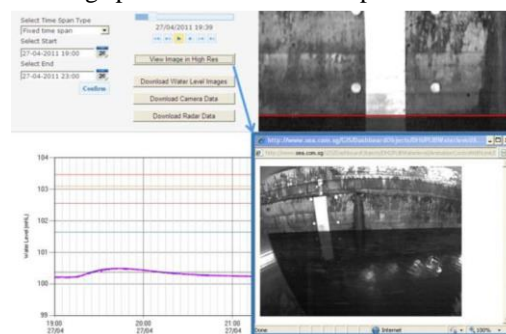 Select Time Span Type
Fixed time span
Select Start
27-04-2011 19:00
Select End
27-04-2011 23:00
Confirm
27/04/2011 19:39
View Image in High Res
Download Water Level Images
Download Camera Data
Download Radar Data
104
103
102
101
100
99
Water Level (mRL)
19:00
27/04
20:00
27/04
21:00
27/04
Done
Internet
100%